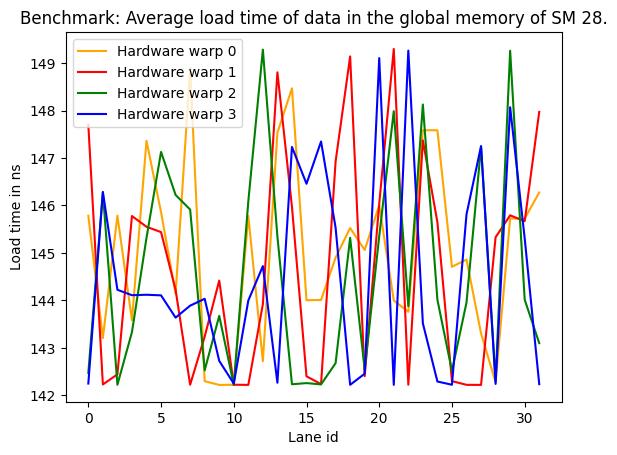 Benchmark: Average load time of data in the global memory of SM 28.
Hardware warp 0
Hardware warp 1
Hardware warp 2
Hardware warp 3
149
148
147
146
145
144
143
142
Load time in ns
0 5 10 15 20 25 30
Lane id